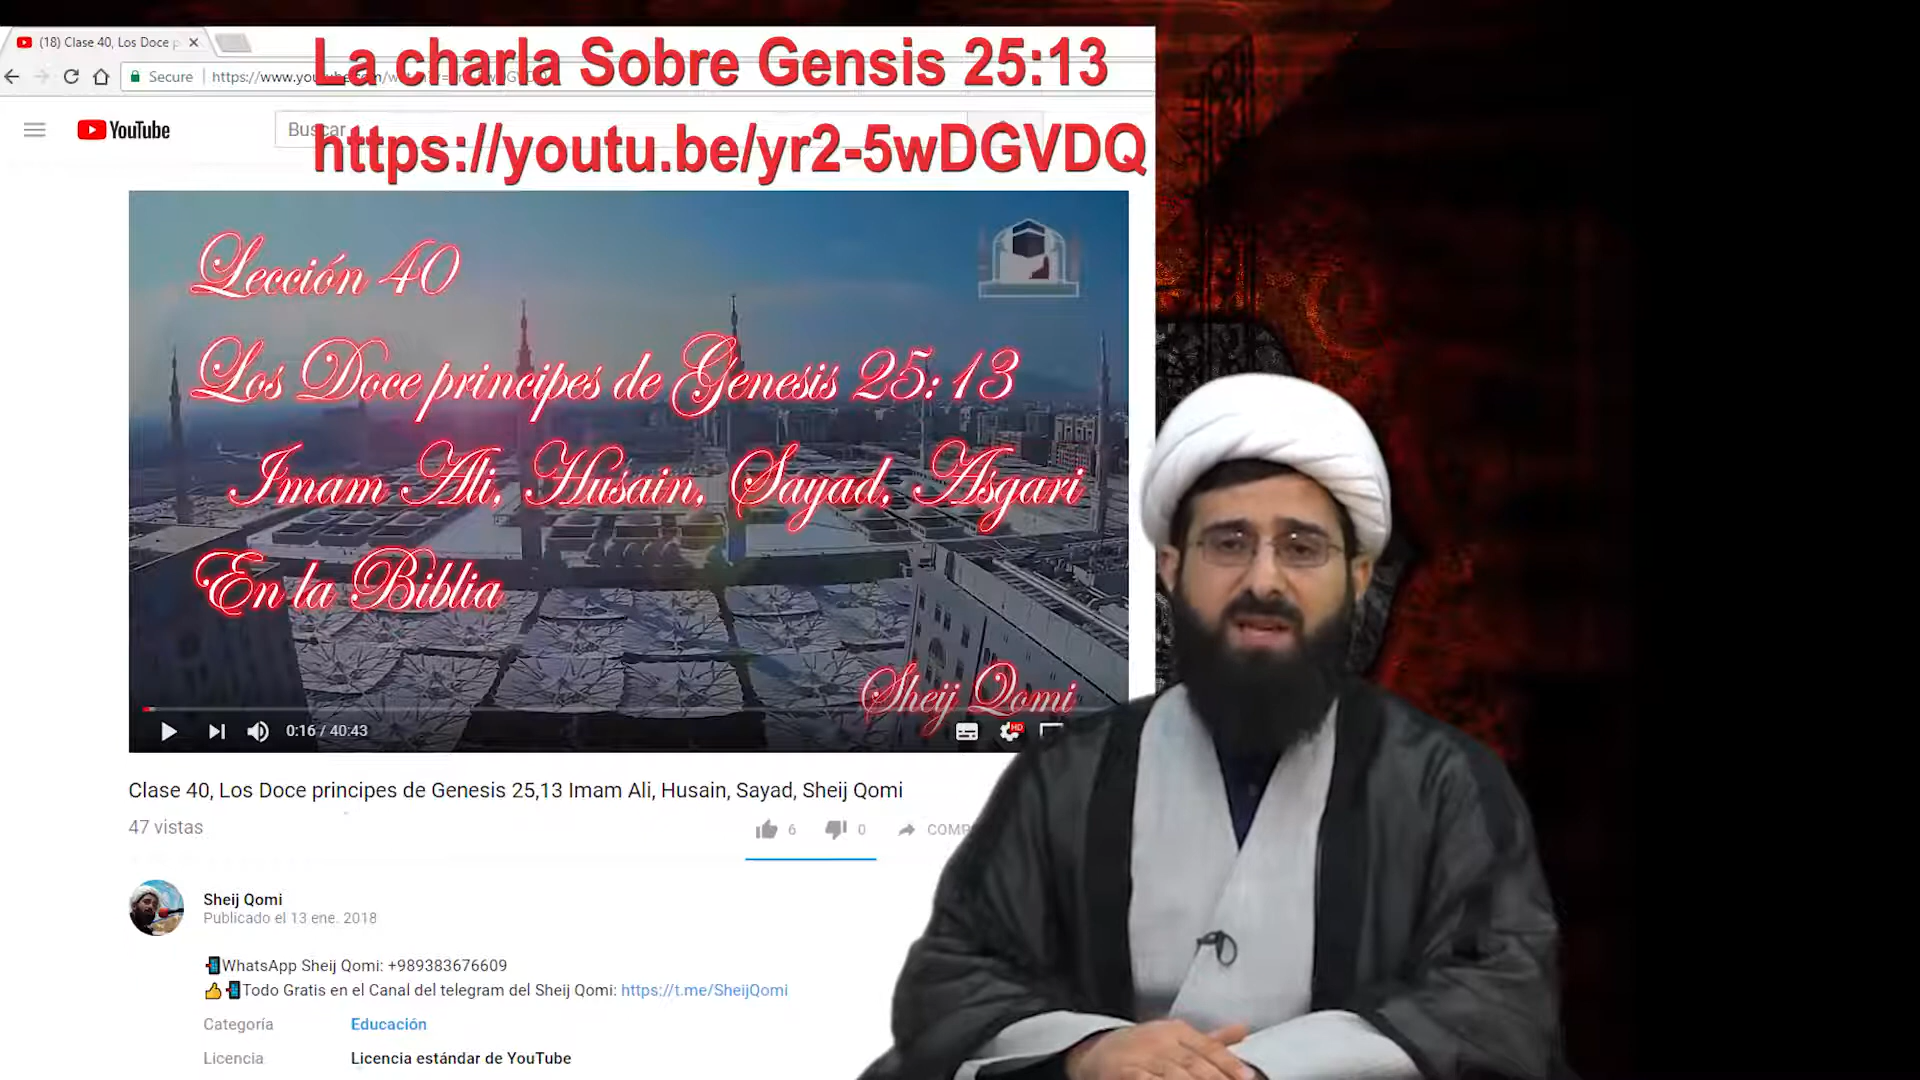 (18) Clase 40, Los Doce p
La charla Sobre Gensis 25:13
Secure
https://www.youtube.com/
YouTube
Buscar
https://youtu.be/yr2-5wDGVDQ
Lección 40
Los Doce principes de Genesis 25:13
Imam Ali, Husain, Sayad, Asgari
En la Biblia
Sheij Qomi
0:16 / 40:43
HD
Clase 40, Los Doce principes de Genesis 25,13 Imam Ali, Husain, Sayad, Sheij Qomi
47 vistas
6
0
COMP
Sheij Qomi
Publicado el 13 ene. 2018
WhatsApp Sheij Qomi: +989383676609
Todo Gratis en el Canal del telegram del Sheij Qomi: https://t.me/SheijQomi
Categoría
Educación
Licencia
Licencia estándar de YouTube